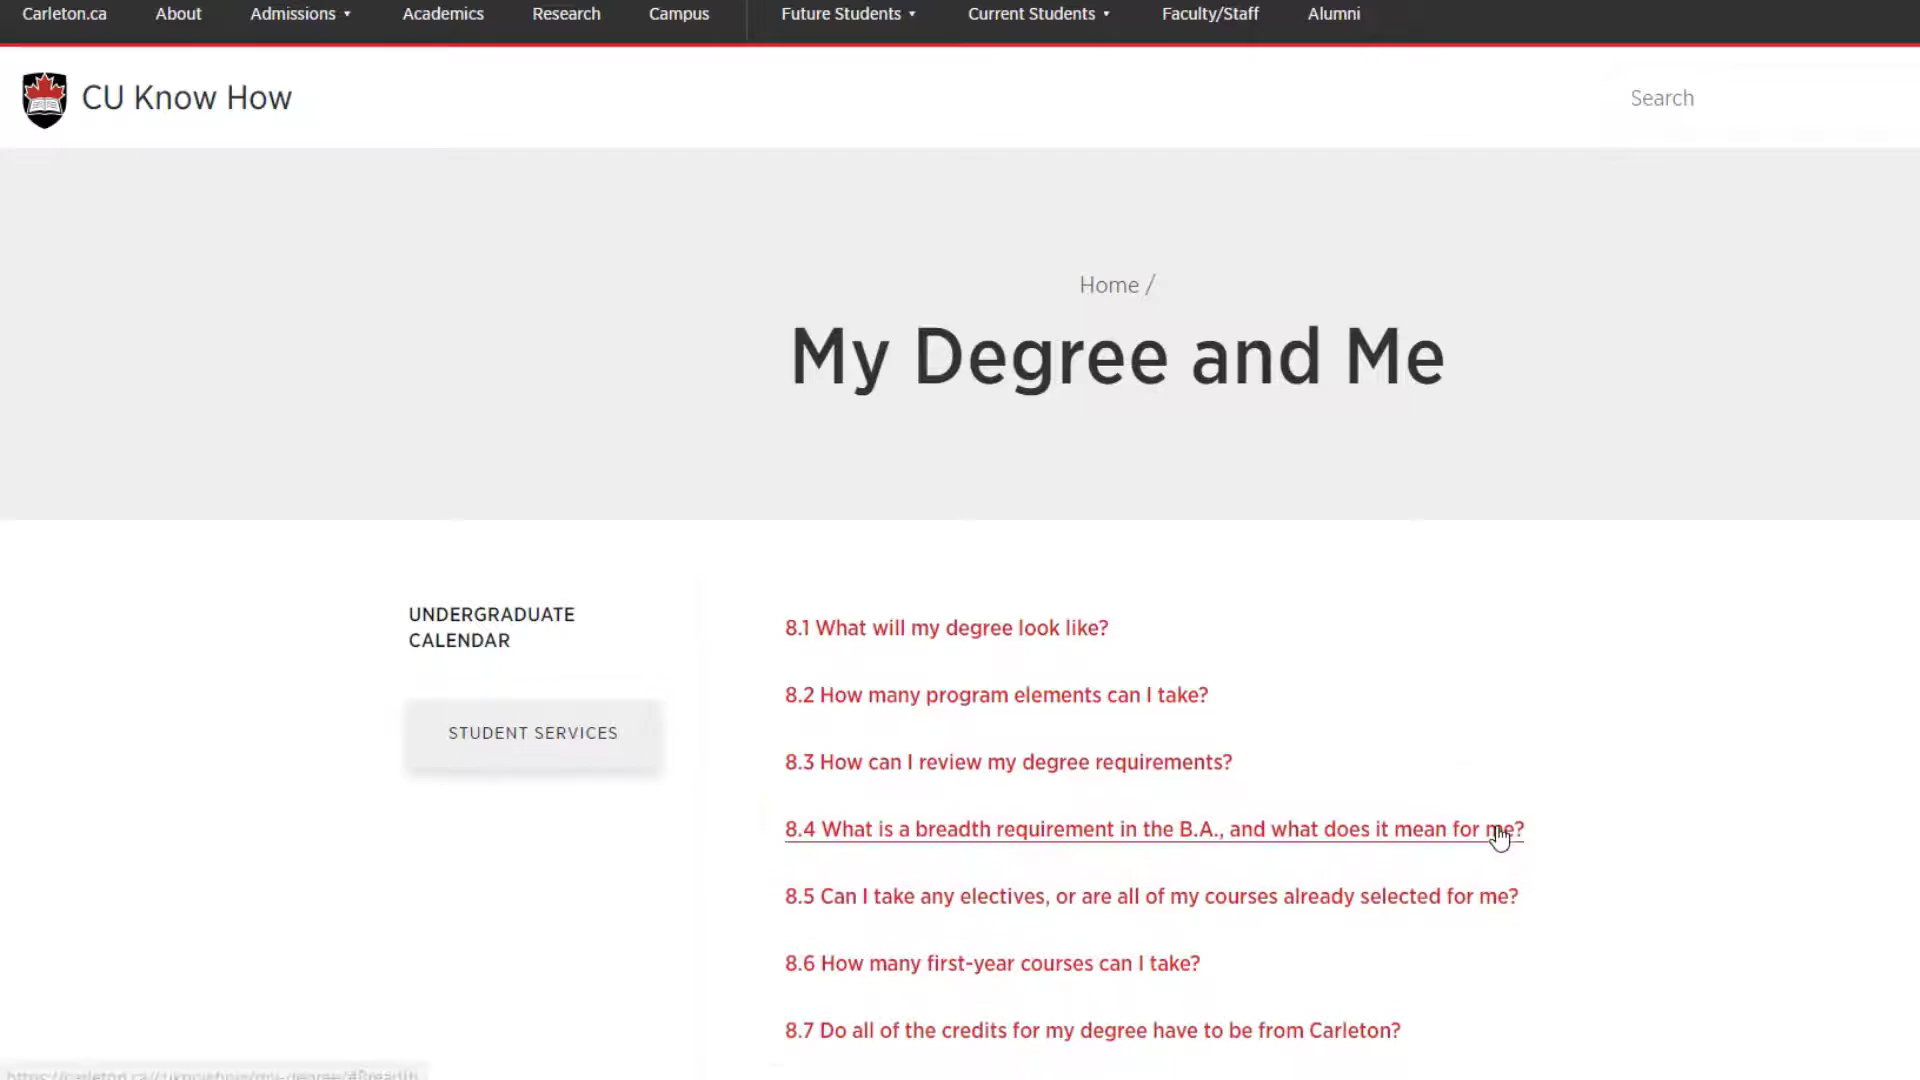 Carleton.ca About Admissions Academics Research Campus Future Students Current Students Faculty/Staff Alumni
CU Know How
Search
Home /
My Degree and Me
UNDERGRADUATE
CALENDAR
STUDENT SERVICES
8.1 What will my degree look like?
8.2 How many program elements can I take?
8.3 How can I review my degree requirements?
8.4 What is a breadth requirement in the B.A., and what does it mean for me?
8.5 Can I take any electives, or are all of my courses already selected for me?
8.6 How many first-year courses can I take?
8.7 Do all of the credits for my degree have to be from Carleton?